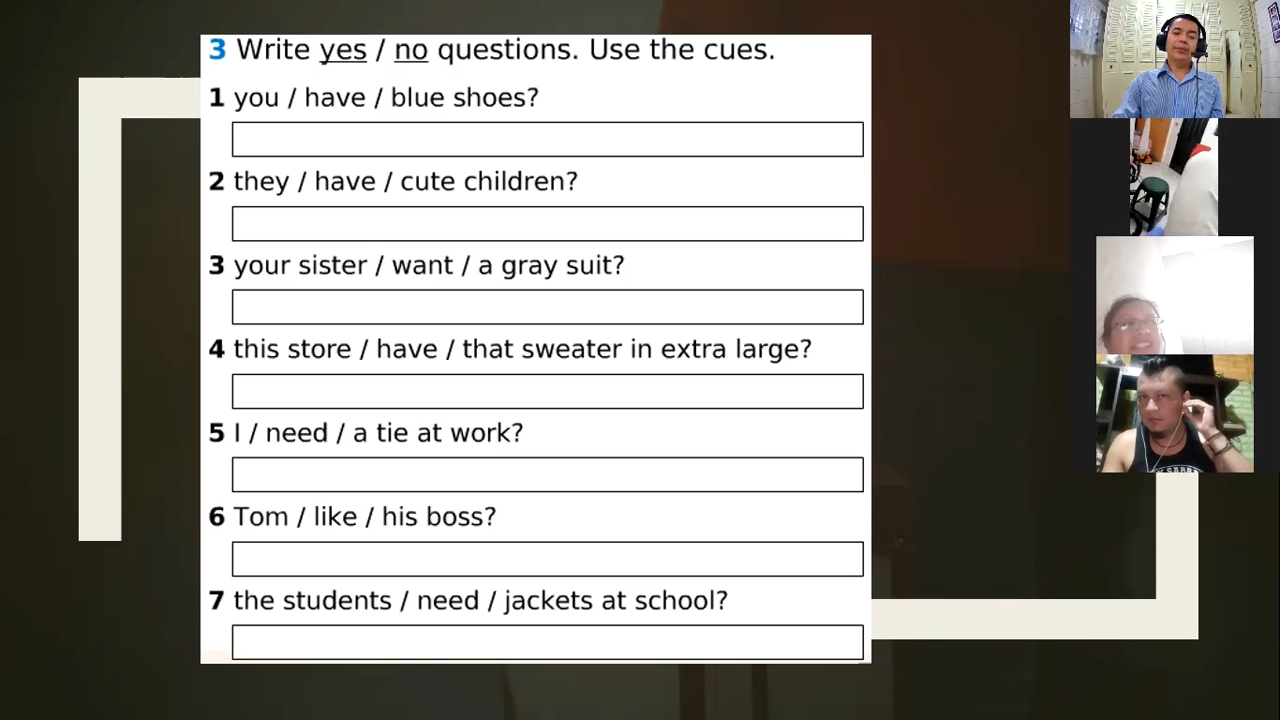 3 Write yes / no questions. Use the cues.
1 you / have / blue shoes?
2 they / have / cute children?
3 your sister / want / a gray suit?
4 this store / have / that sweater in extra large?
5 I / need / a tie at work?
6 Tom / like / his boss?
7 the students / need / jackets at school?